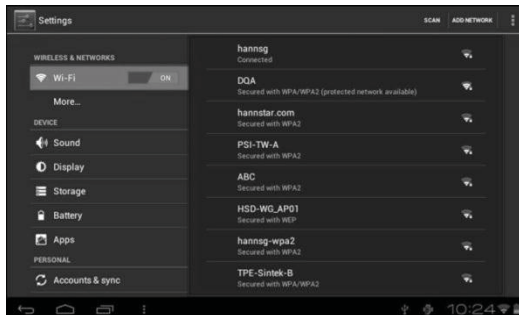 Settings
SCAN ADD NETWORK
WIRELESS & NETWORKS
Wi-Fi ON
More...
DEVICE
Sound
Display
Storage
Battery
Apps
PERSONAL
Accounts & sync
hannsg
Connected
DQA
Secured with WPA/WPA2 (protected network available)
hannstar.com
Secured with WPA2
PSI-TW-A
Secured with WPA2
ABC
Secured with WPA2
HSD-WG_AP01
Secured with WEP
hannsg-wpa2
Secured with WPA2
TPE-Sintek-B
Secured with WPA/WPA2
10:24